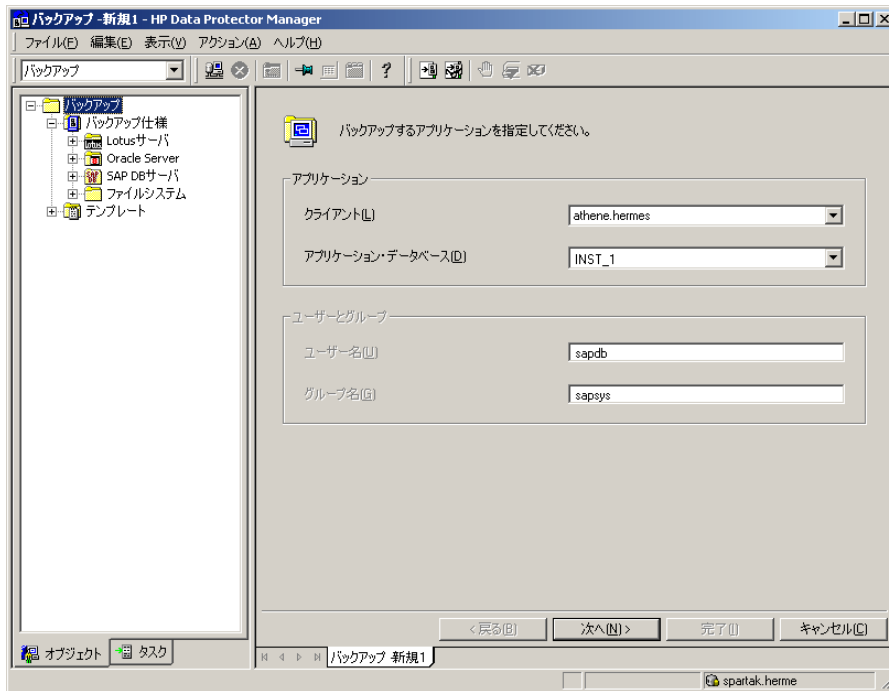 バックアップ -新規1 - HP Data Protector Manager
ファイル(F) 編集(E) 表示(V) アクション(A) ヘルプ(H)
バックアップ
バックアップ
バックアップ仕様
Lotusサーバ
Oracle Server
SAP DBサーバ
ファイルシステム
テンプレート
バックアップするアプリケーションを指定してください。
アプリケーション
クライアント(L) athene.hermes
アプリケーション・データベース(D) INST_1
ユーザーとグループ
ユーザー名(U) sapdb
グループ名(G) sapsys
< 戻る(B) 次へ(N) > 完了(I) キャンセル(C)
オブジェクト タスク
バックアップ -新規1
spartak.herme